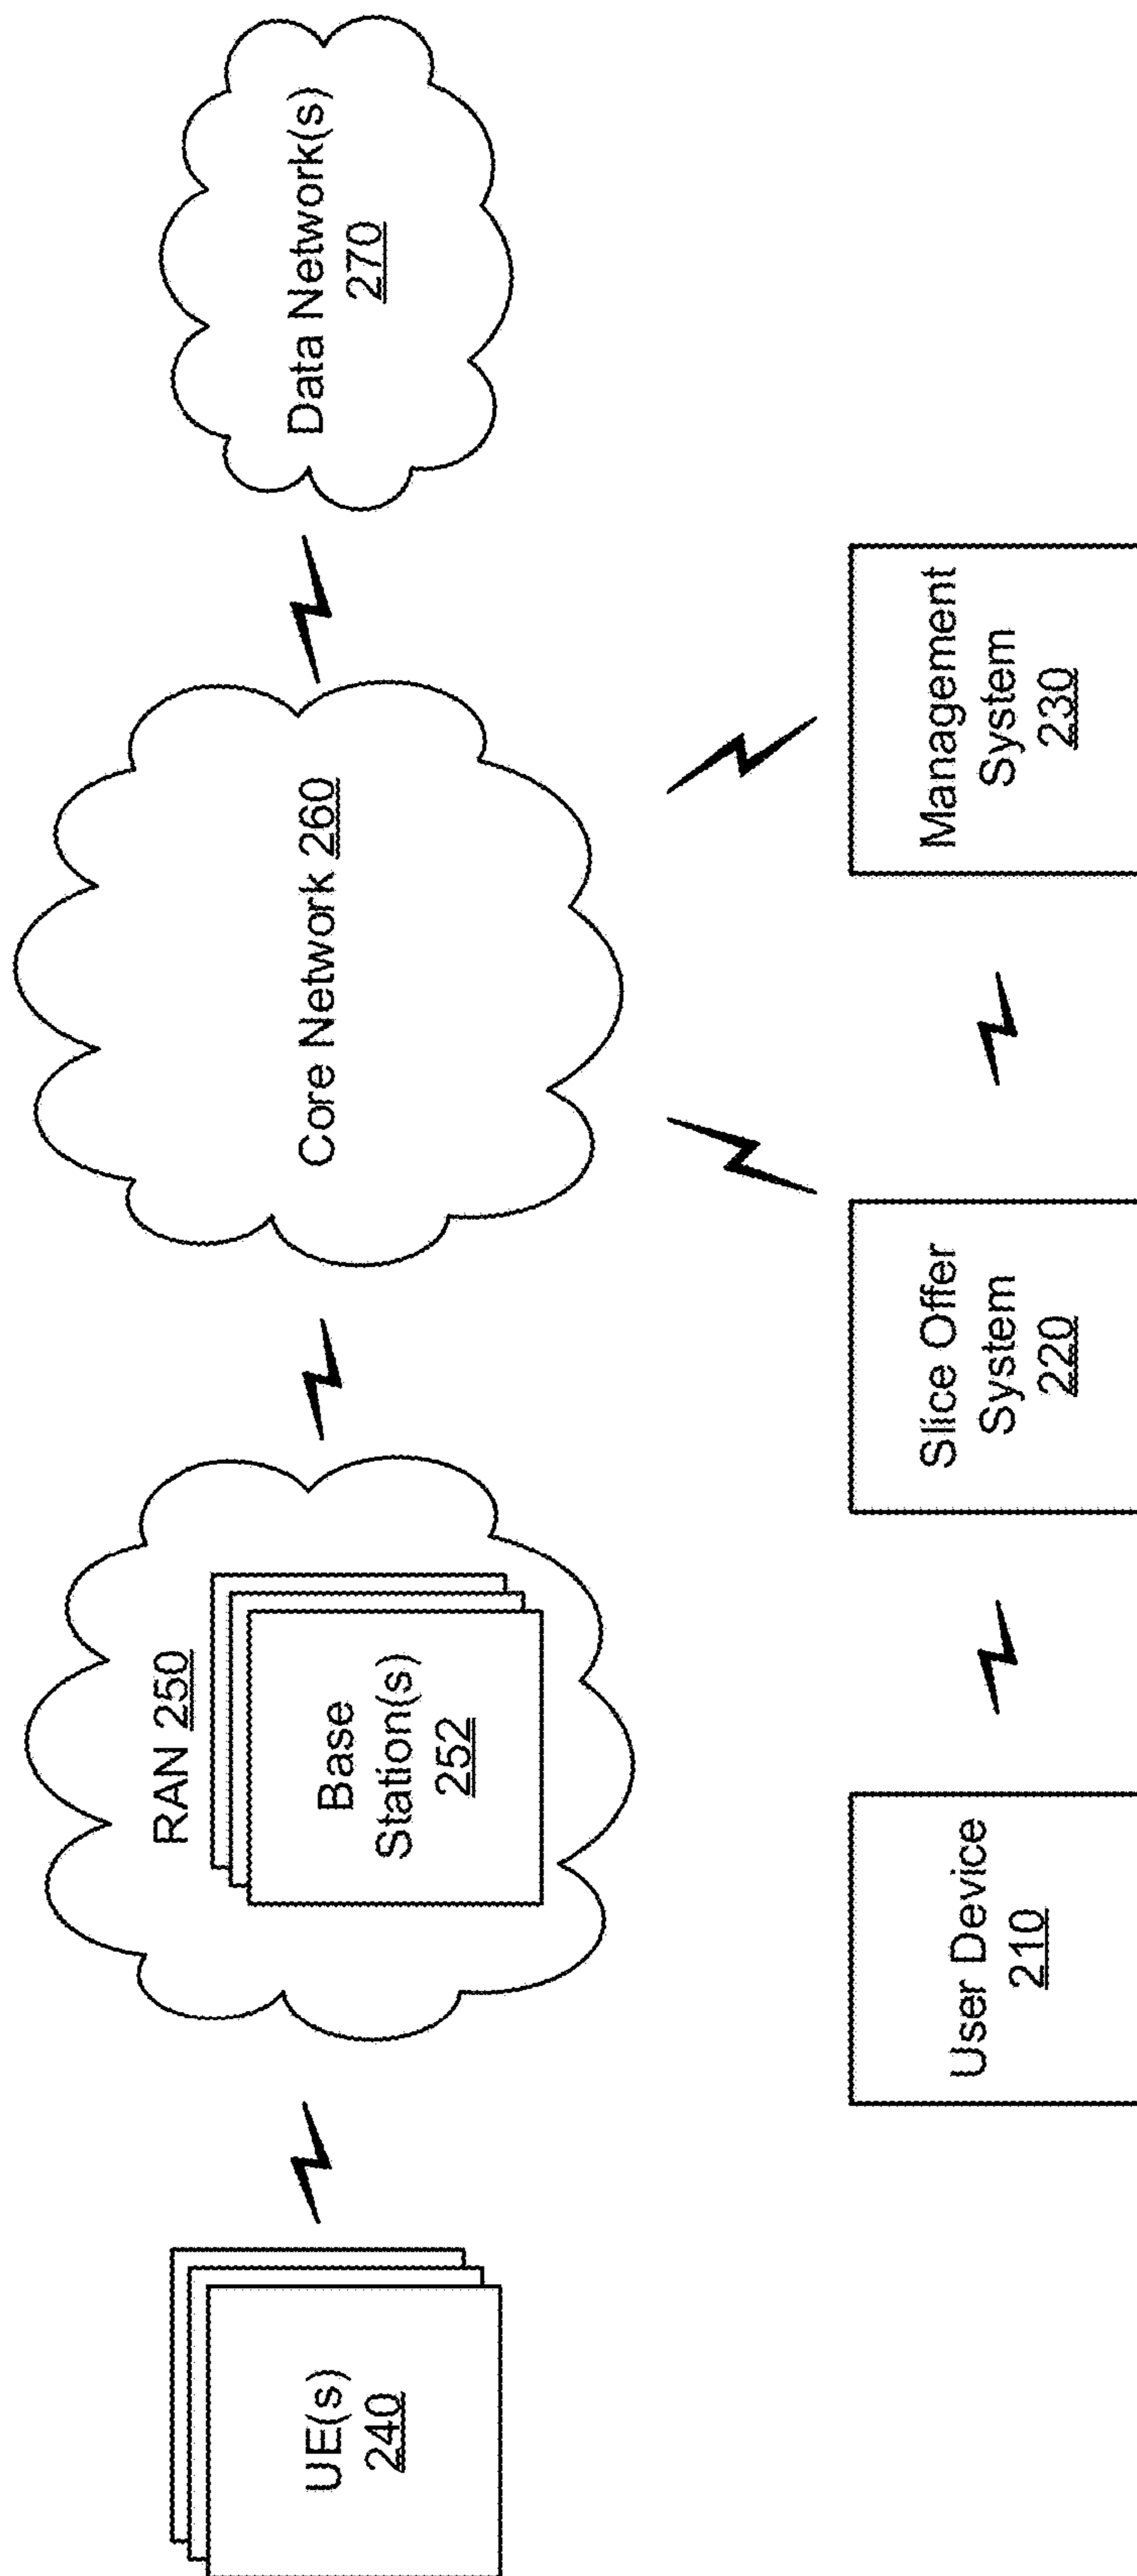 UE(s)
240
RAN 250
Base
Station(s)
252
Core Network 260
Data Network(s)
270
User Device
210
Slice Offer
System
220
Management
System
230